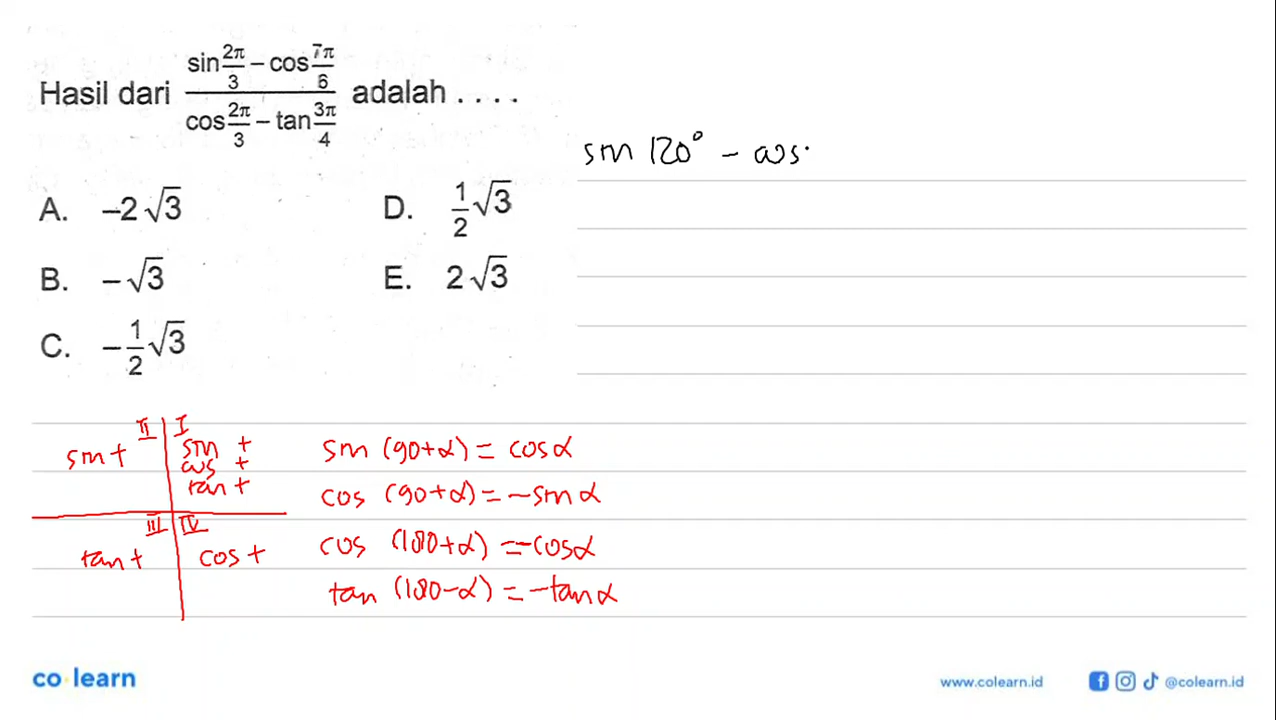 Hasil dari (sin 2π/3 – cos 7π/6)/(cos 2π/3 – tan 3π/4) adalah . . . .
sin 120° – cos
A. –2√3
D. 1/2√3
B. –√3
E. 2√3
C. –1/2√3
II I
sin +
sin +
cos +
tan +
III IV
tan +
cos +
sin (90+α) = cosα
cos (90+α) = –sin α
cos (180+α) = –cosα
tan (180–α) = –tan α
co learn
www.colearn.id
@colearn.id